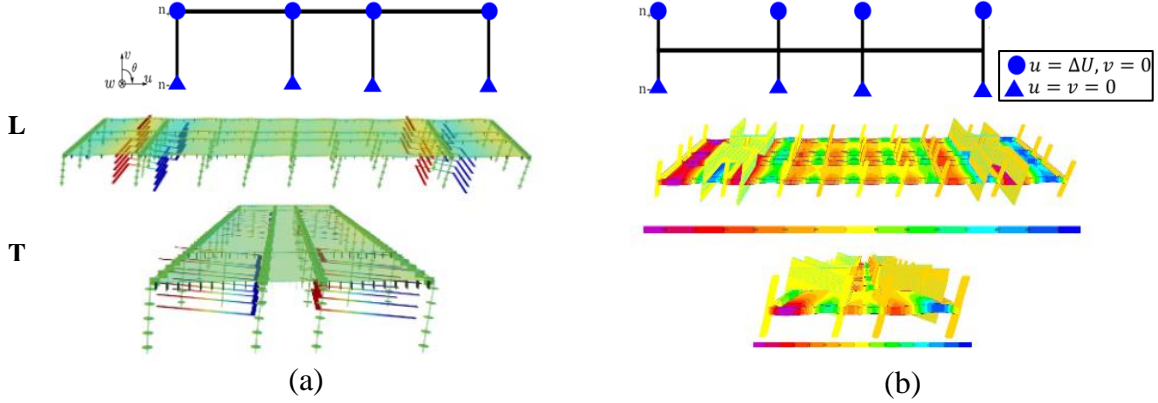 n
n-
v
θ
w
u
n
n-
u = ΔU, v = 0
u = v = 0
L
T
(a)
(b)